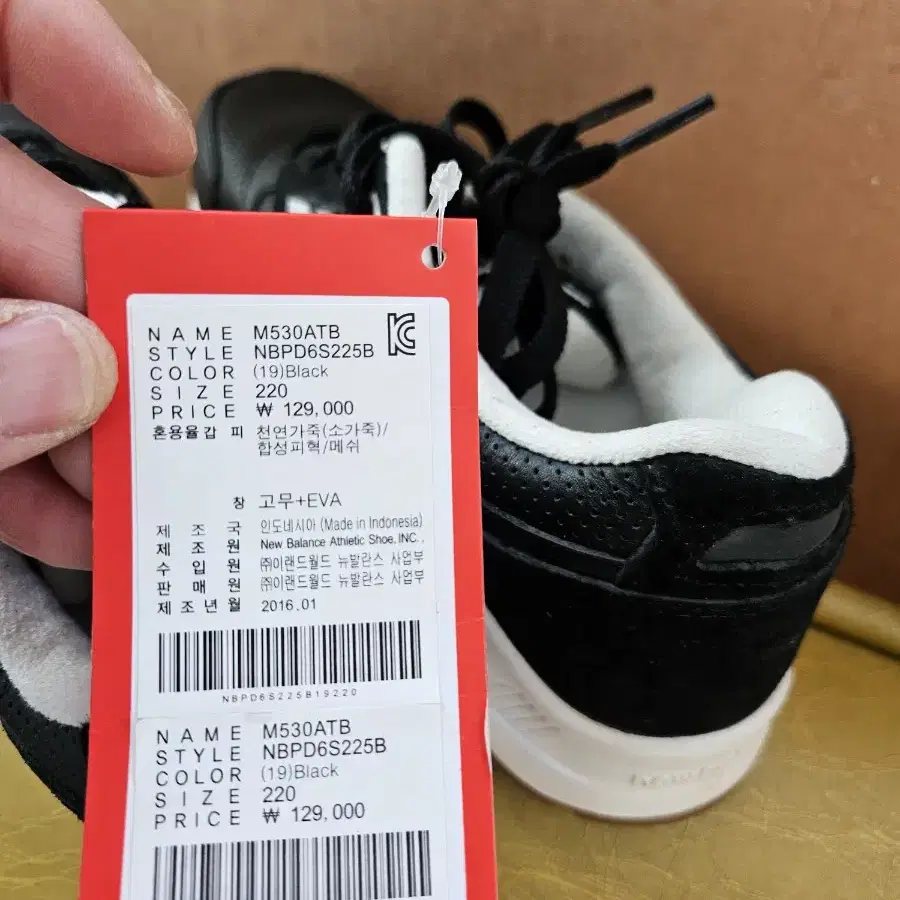 NAME M530ATB
STYLE NBPD6S225B
COLOR (19)Black
SIZE 220
PRICE ₩ 129,000
혼용율갑 피 천연가죽(소가죽)/
합성피혁/메쉬
창 고무+EVA
제 조 국 인도네시아 (Made in Indonesia)
제 조 원 New Balance Athletic Shoe, INC. ,
수 입 원 ㈜이랜드월드 뉴발란스 사업부
판 매 원 ㈜이랜드월드 뉴발란스 사업부
제 조 년 월 2016.01
NBPD6S225B19220
NAME M530ATB
STYLE NBPD6S225B
COLOR (19)Black
SIZE 220
PRICE ₩ 129,000